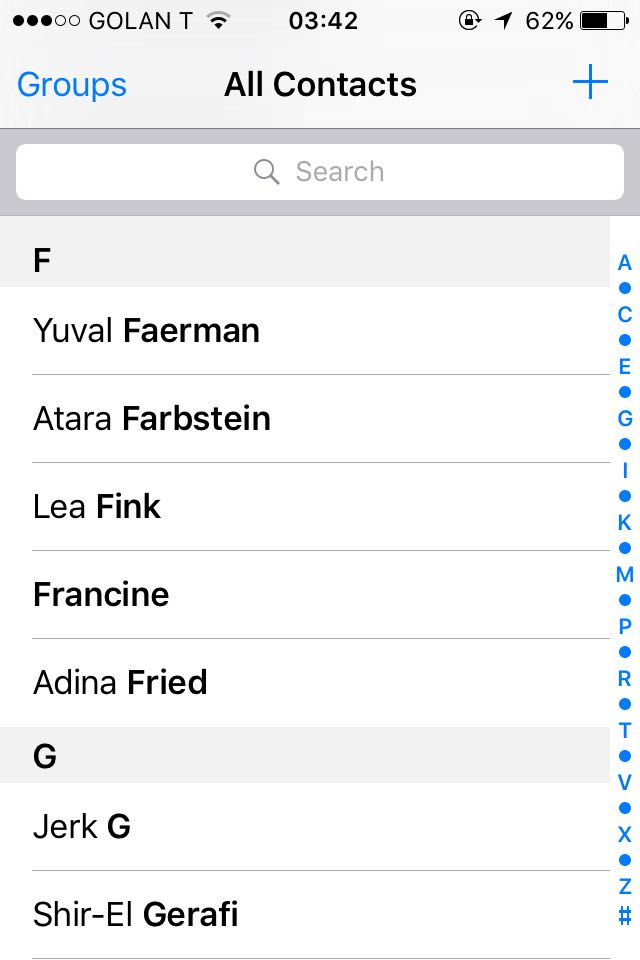 GOLAN T 03:42 62%
Groups All Contacts +
Search
F
Yuval Faerman
Atara Farbstein
Lea Fink
Francine
Adina Fried
G
Jerk G
Shir-El Gerafi
A
C
E
G
I
K
M
P
R
T
V
X
Z
#